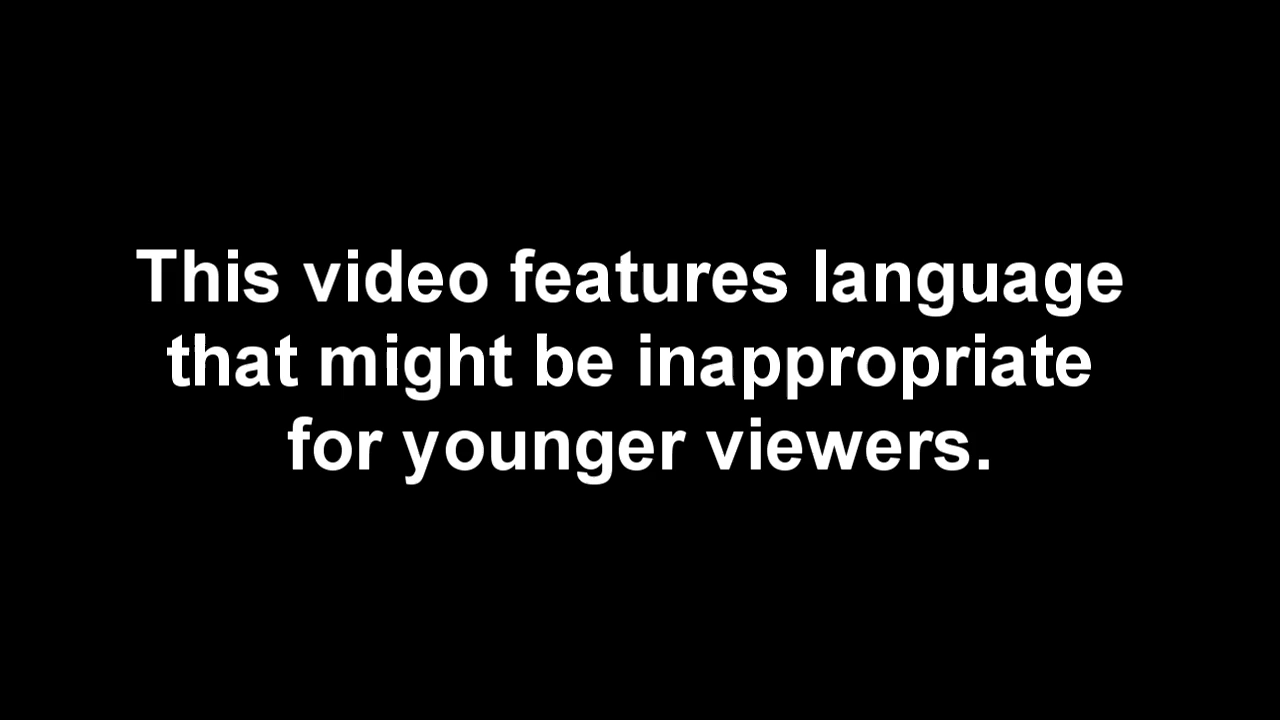 This video features language
that might be inappropriate
for younger viewers.